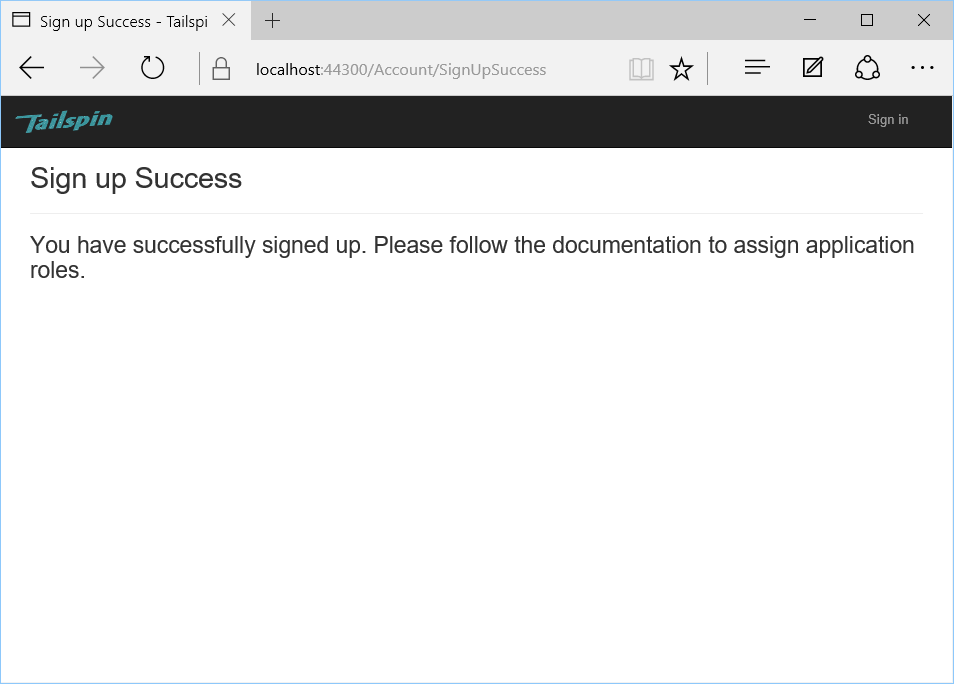 Sign up Success - Tailspi
localhost:44300/Account/SignUpSuccess
Tailspin
Sign in
Sign up Success
You have successfully signed up. Please follow the documentation to assign application
roles.